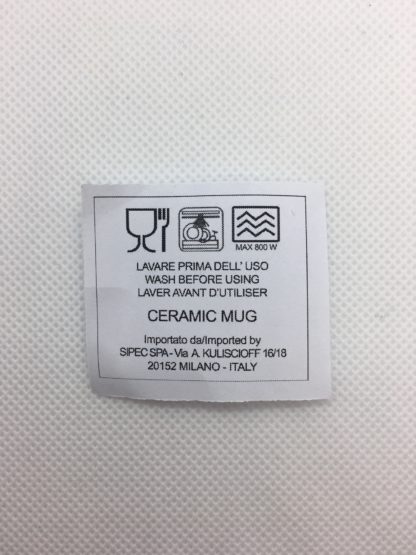 MAX 800 W
LAVARE PRIMA DELL' USO
WASH BEFORE USING
LAVER AVANT D'UTILISER
CERAMIC MUG
Importato da/Imported by
SIPEC SPA - Via A. KULISCIOFF 16/18
20152 MILANO - ITALY